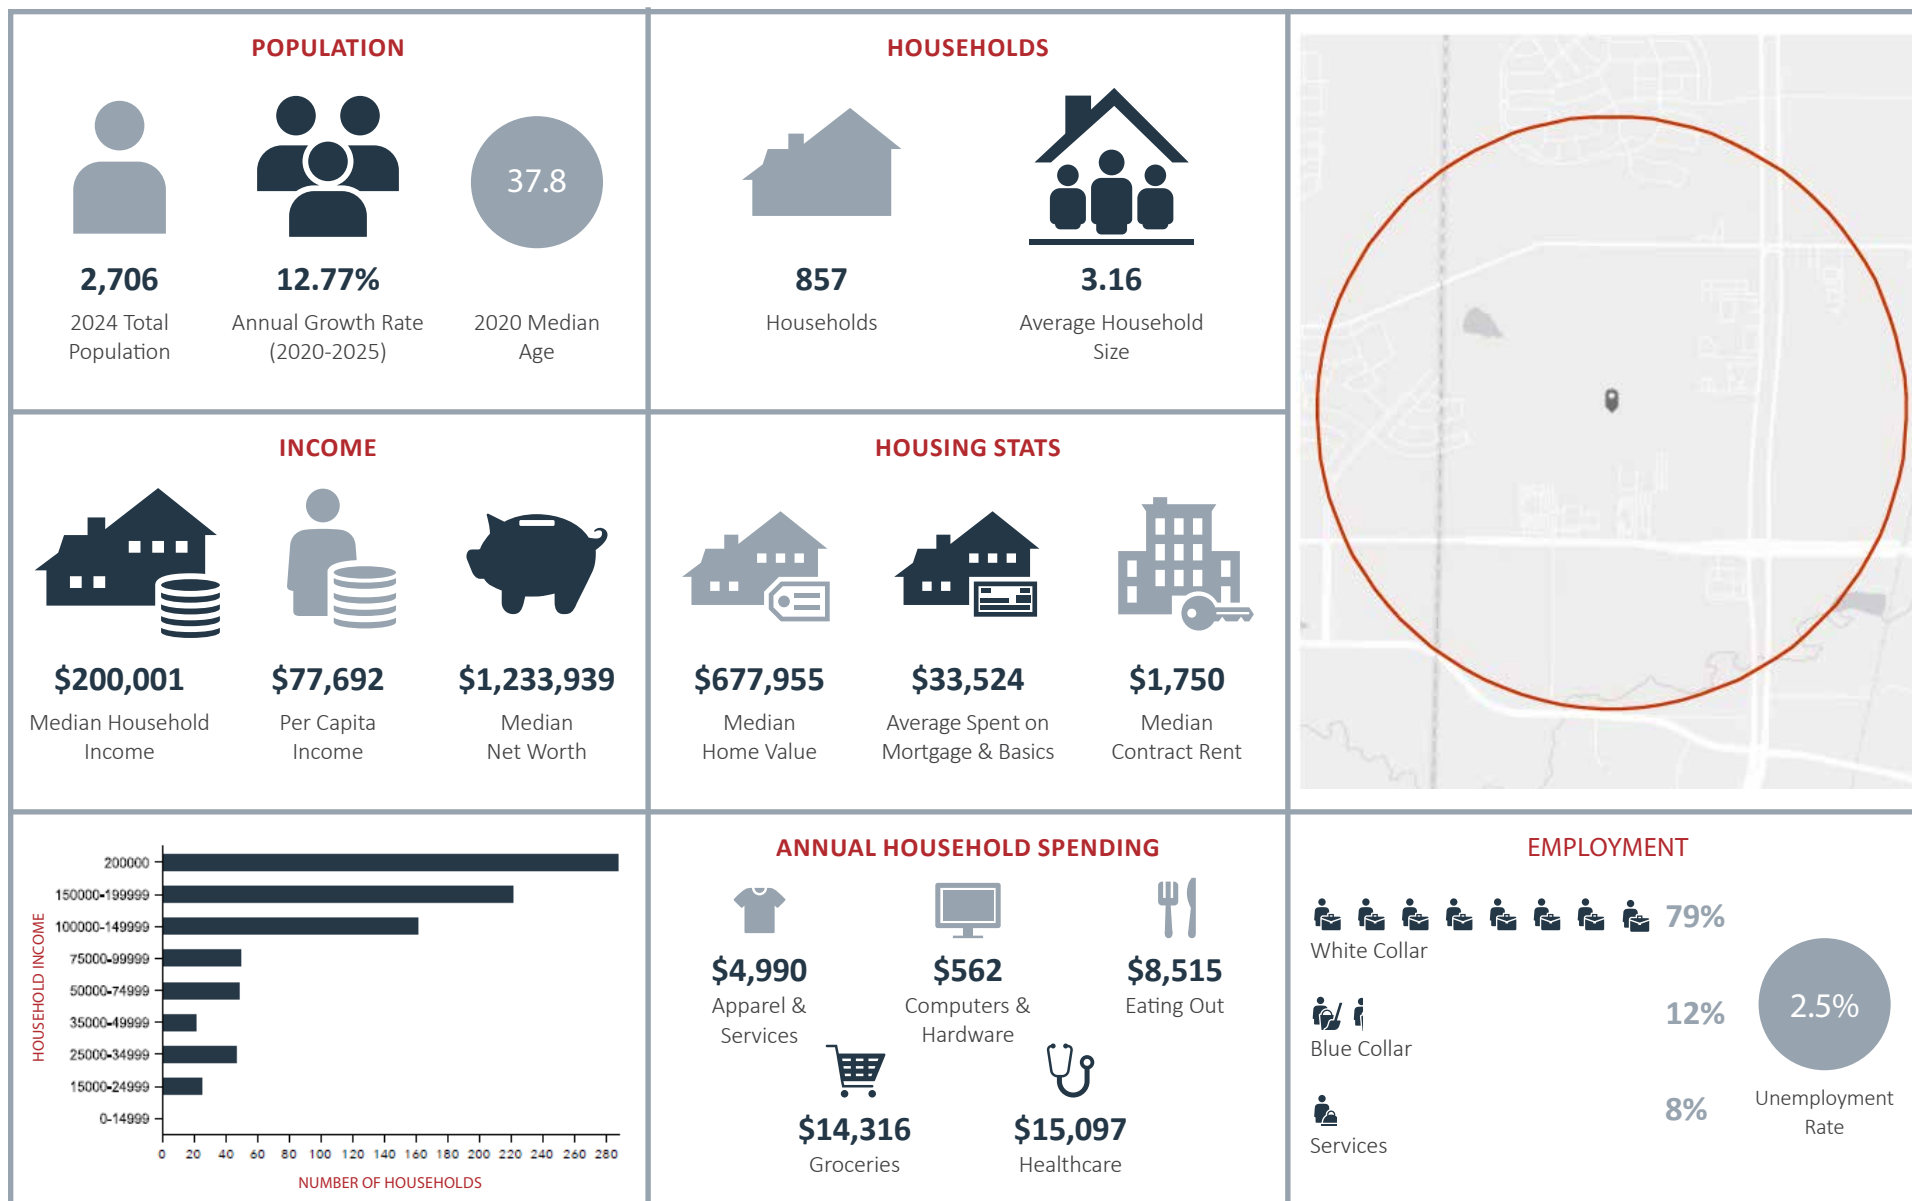 POPULATION
37.8
2,706
2024 Total
Population
12.77%
Annual Growth Rate
(2020-2025)
2020 Median
Age
HOUSEHOLDS
857
Households
3.16
Average Household
Size
INCOME
$200,001
Median Household
Income
$77,692
Per Capita
Income
$1,233,939
Median
Net Worth
HOUSING STATS
$677,955
Median
Home Value
$33,524
Average Spent on
Mortgage & Basics
$1,750
Median
Contract Rent
HOUSEHOLD INCOME
200000
150000-199999
100000-149999
75000-99999
50000-74999
35000-49999
25000-34999
15000-24999
0-14999
0 20 40 60 80 100 120 140 160 180 200 220 240 260 280
NUMBER OF HOUSEHOLDS
ANNUAL HOUSEHOLD SPENDING
$4,990
Apparel &
Services
$562
Computers &
Hardware
$8,515
Eating Out
$14,316
Groceries
$15,097
Healthcare
EMPLOYMENT
79%
White Collar
12%
Blue Collar
8%
Services
2.5%
Unemployment
Rate